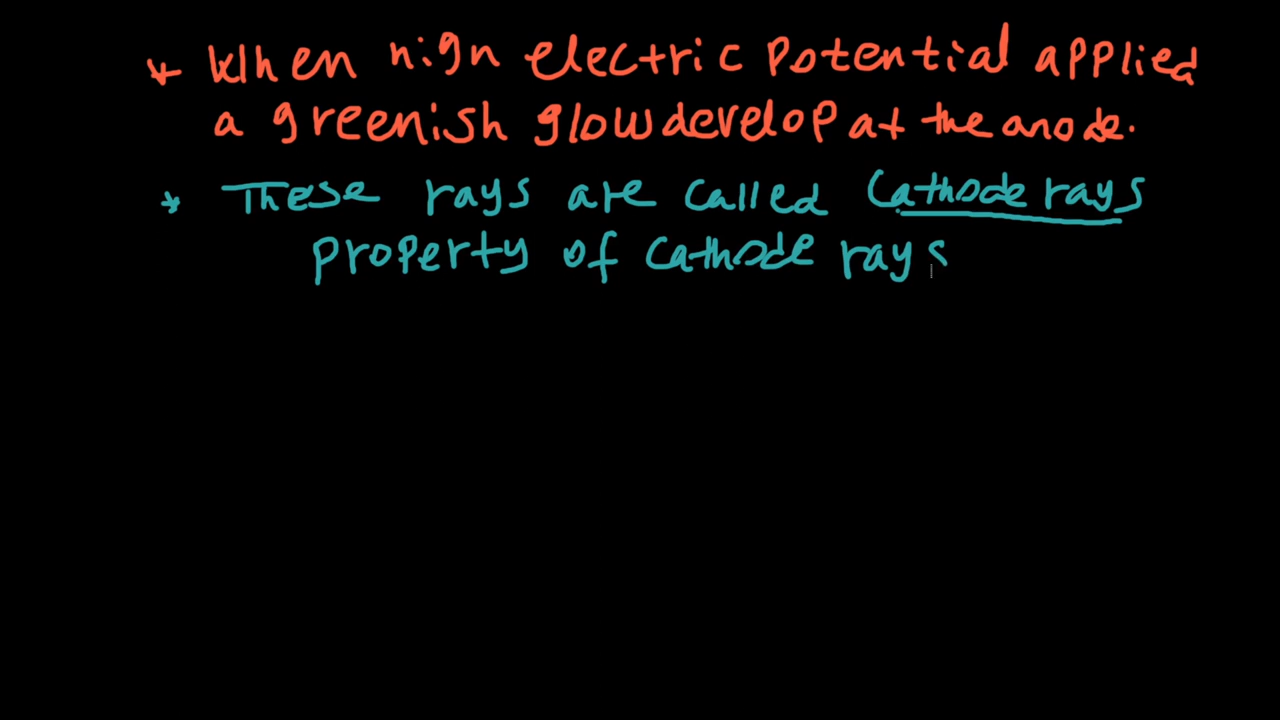 * When high electric potential applied
a greenish glow develop at the anode.
* These rays are called Cathode rays
property of cathode rays